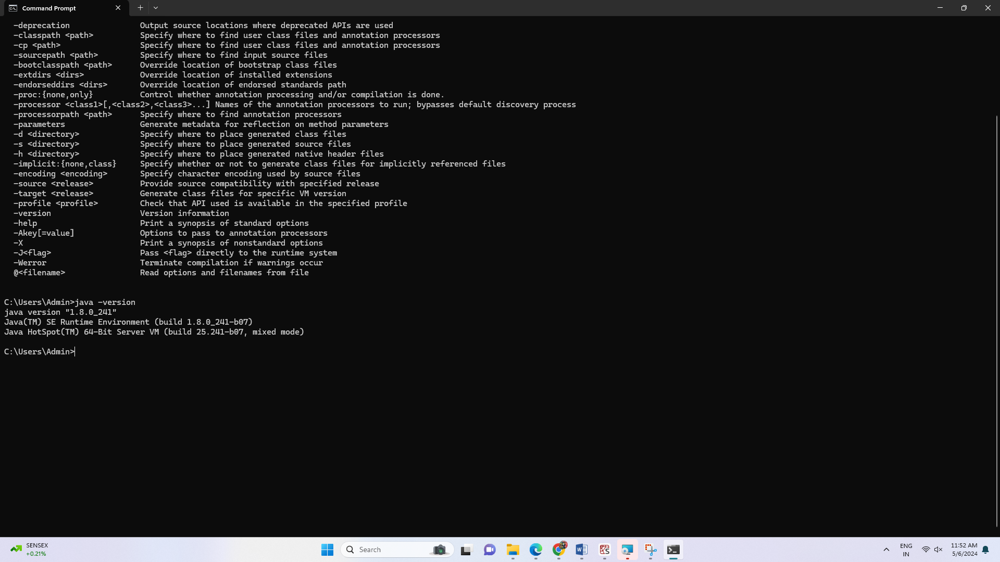 Command Prompt
-deprecation Output source locations where deprecated APIs are used
-classpath <path> Specify where to find user class files and annotation processors
-cp <path> Specify where to find user class files and annotation processors
-sourcepath <path> Specify where to find input source files
-bootclasspath <path> Override location of bootstrap class files
-extdirs <dirs> Override location of installed extensions
-endorseddirs <dirs> Override location of endorsed standards path
-proc:{none,only} Control whether annotation processing and/or compilation is done.
-processor <class1>[,<class2>,<class3>...] Names of the annotation processors to run; bypasses default discovery process
-processorpath <path> Specify where to find annotation processors
-parameters Generate metadata for reflection on method parameters
-d <directory> Specify where to place generated class files
-s <directory> Specify where to place generated source files
-h <directory> Specify where to place generated native header files
-implicit:{none,class} Specify whether or not to generate class files for implicitly referenced files
-encoding <encoding> Specify character encoding used by source files
-source <release> Provide source compatibility with specified release
-target <release> Generate class files for specific VM version
-profile <profile> Check that API used is available in the specified profile
-version Version information
-help Print a synopsis of standard options
-Akey[=value] Options to pass to annotation processors
-X Print a synopsis of nonstandard options
-J<flag> Pass <flag> directly to the runtime system
-Werror Terminate compilation if warnings occur
@<filename> Read options and filenames from file
C:\Users\Admin>java -version
java version "1.8.0_241"
Java(TM) SE Runtime Environment (build 1.8.0_241-b07)
Java HotSpot(TM) 64-Bit Server VM (build 25.241-b07, mixed mode)
C:\Users\Admin>
SENSEX
+0.21%
Search
ENG
IN
11:52 AM
5/6/2024